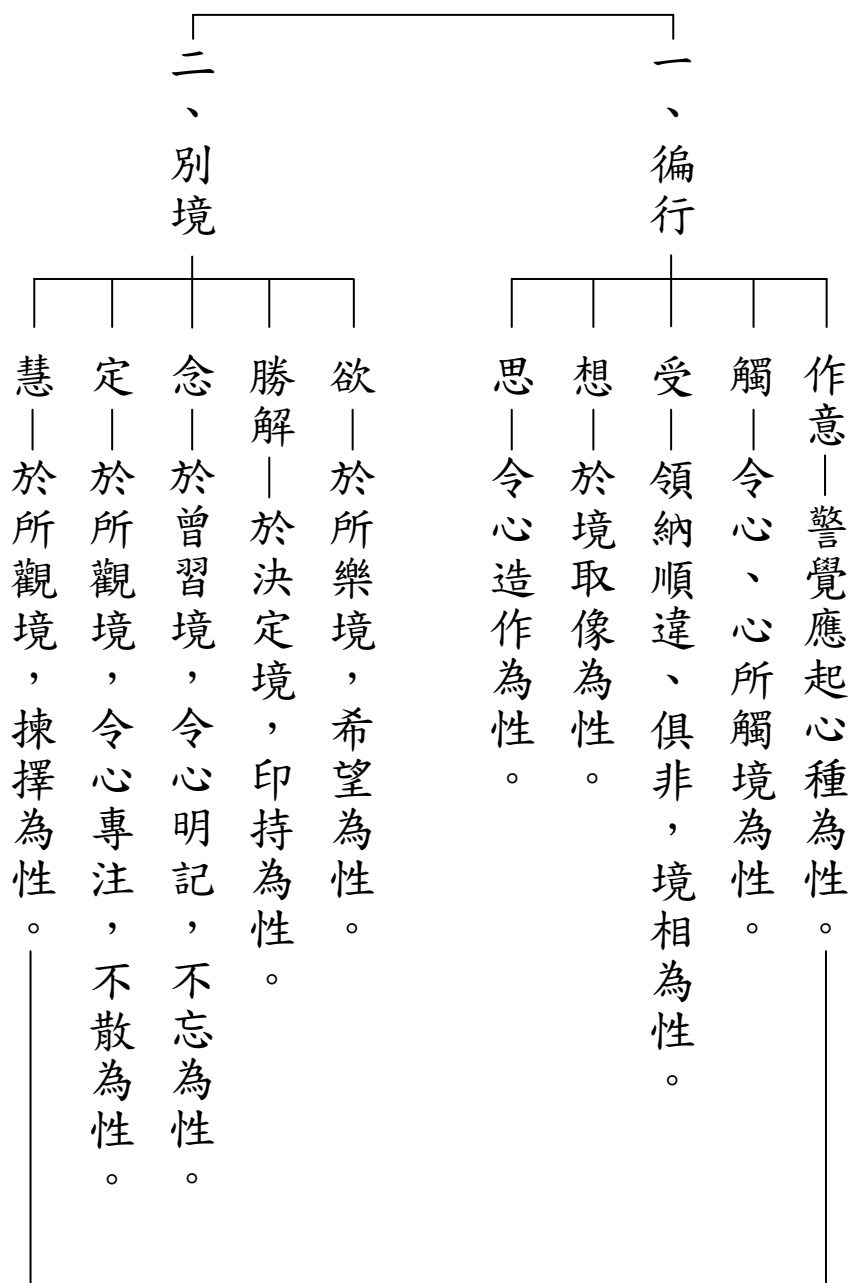 一、徧行
作意—警覺應起心種為性。
觸—令心、心所觸境為性。
受—領納順違、俱非，境相為性。
想—於境取像為性。
思—令心造作為性。
二、別境
欲—於所樂境，希望為性。
勝解—於決定境，印持為性。
念—於曾習境，令心明記，不忘為性。
定—於所觀境，令心專注，不散為性。
慧—於所觀境，揀擇為性。